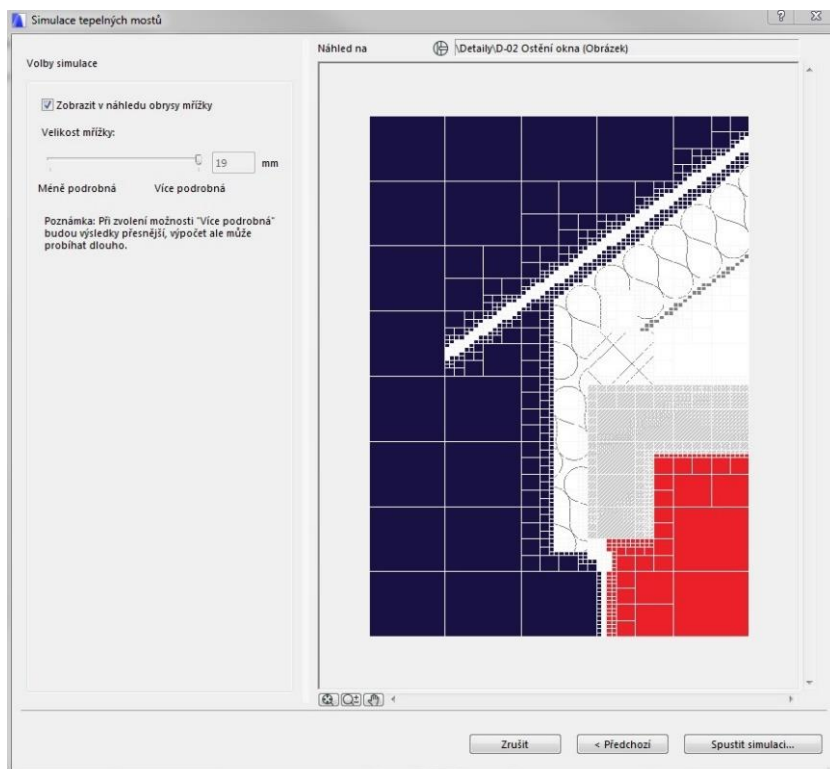 Simulace tepelných mostů
Volby simulace
Zobrazit v náhledu obrysy mřížky
Velikost mřížky:
19 mm
Méně podrobná Více podrobná
Poznámka: Při zvolení možnosti "Více podrobná"
budou výsledky přesnější, výpočet ale může
probíhat dlouho.
Náhled na \Detaily\D-02 Ostění okna (Obrázek)
Zrušit < Předchozí Spustit simulaci...